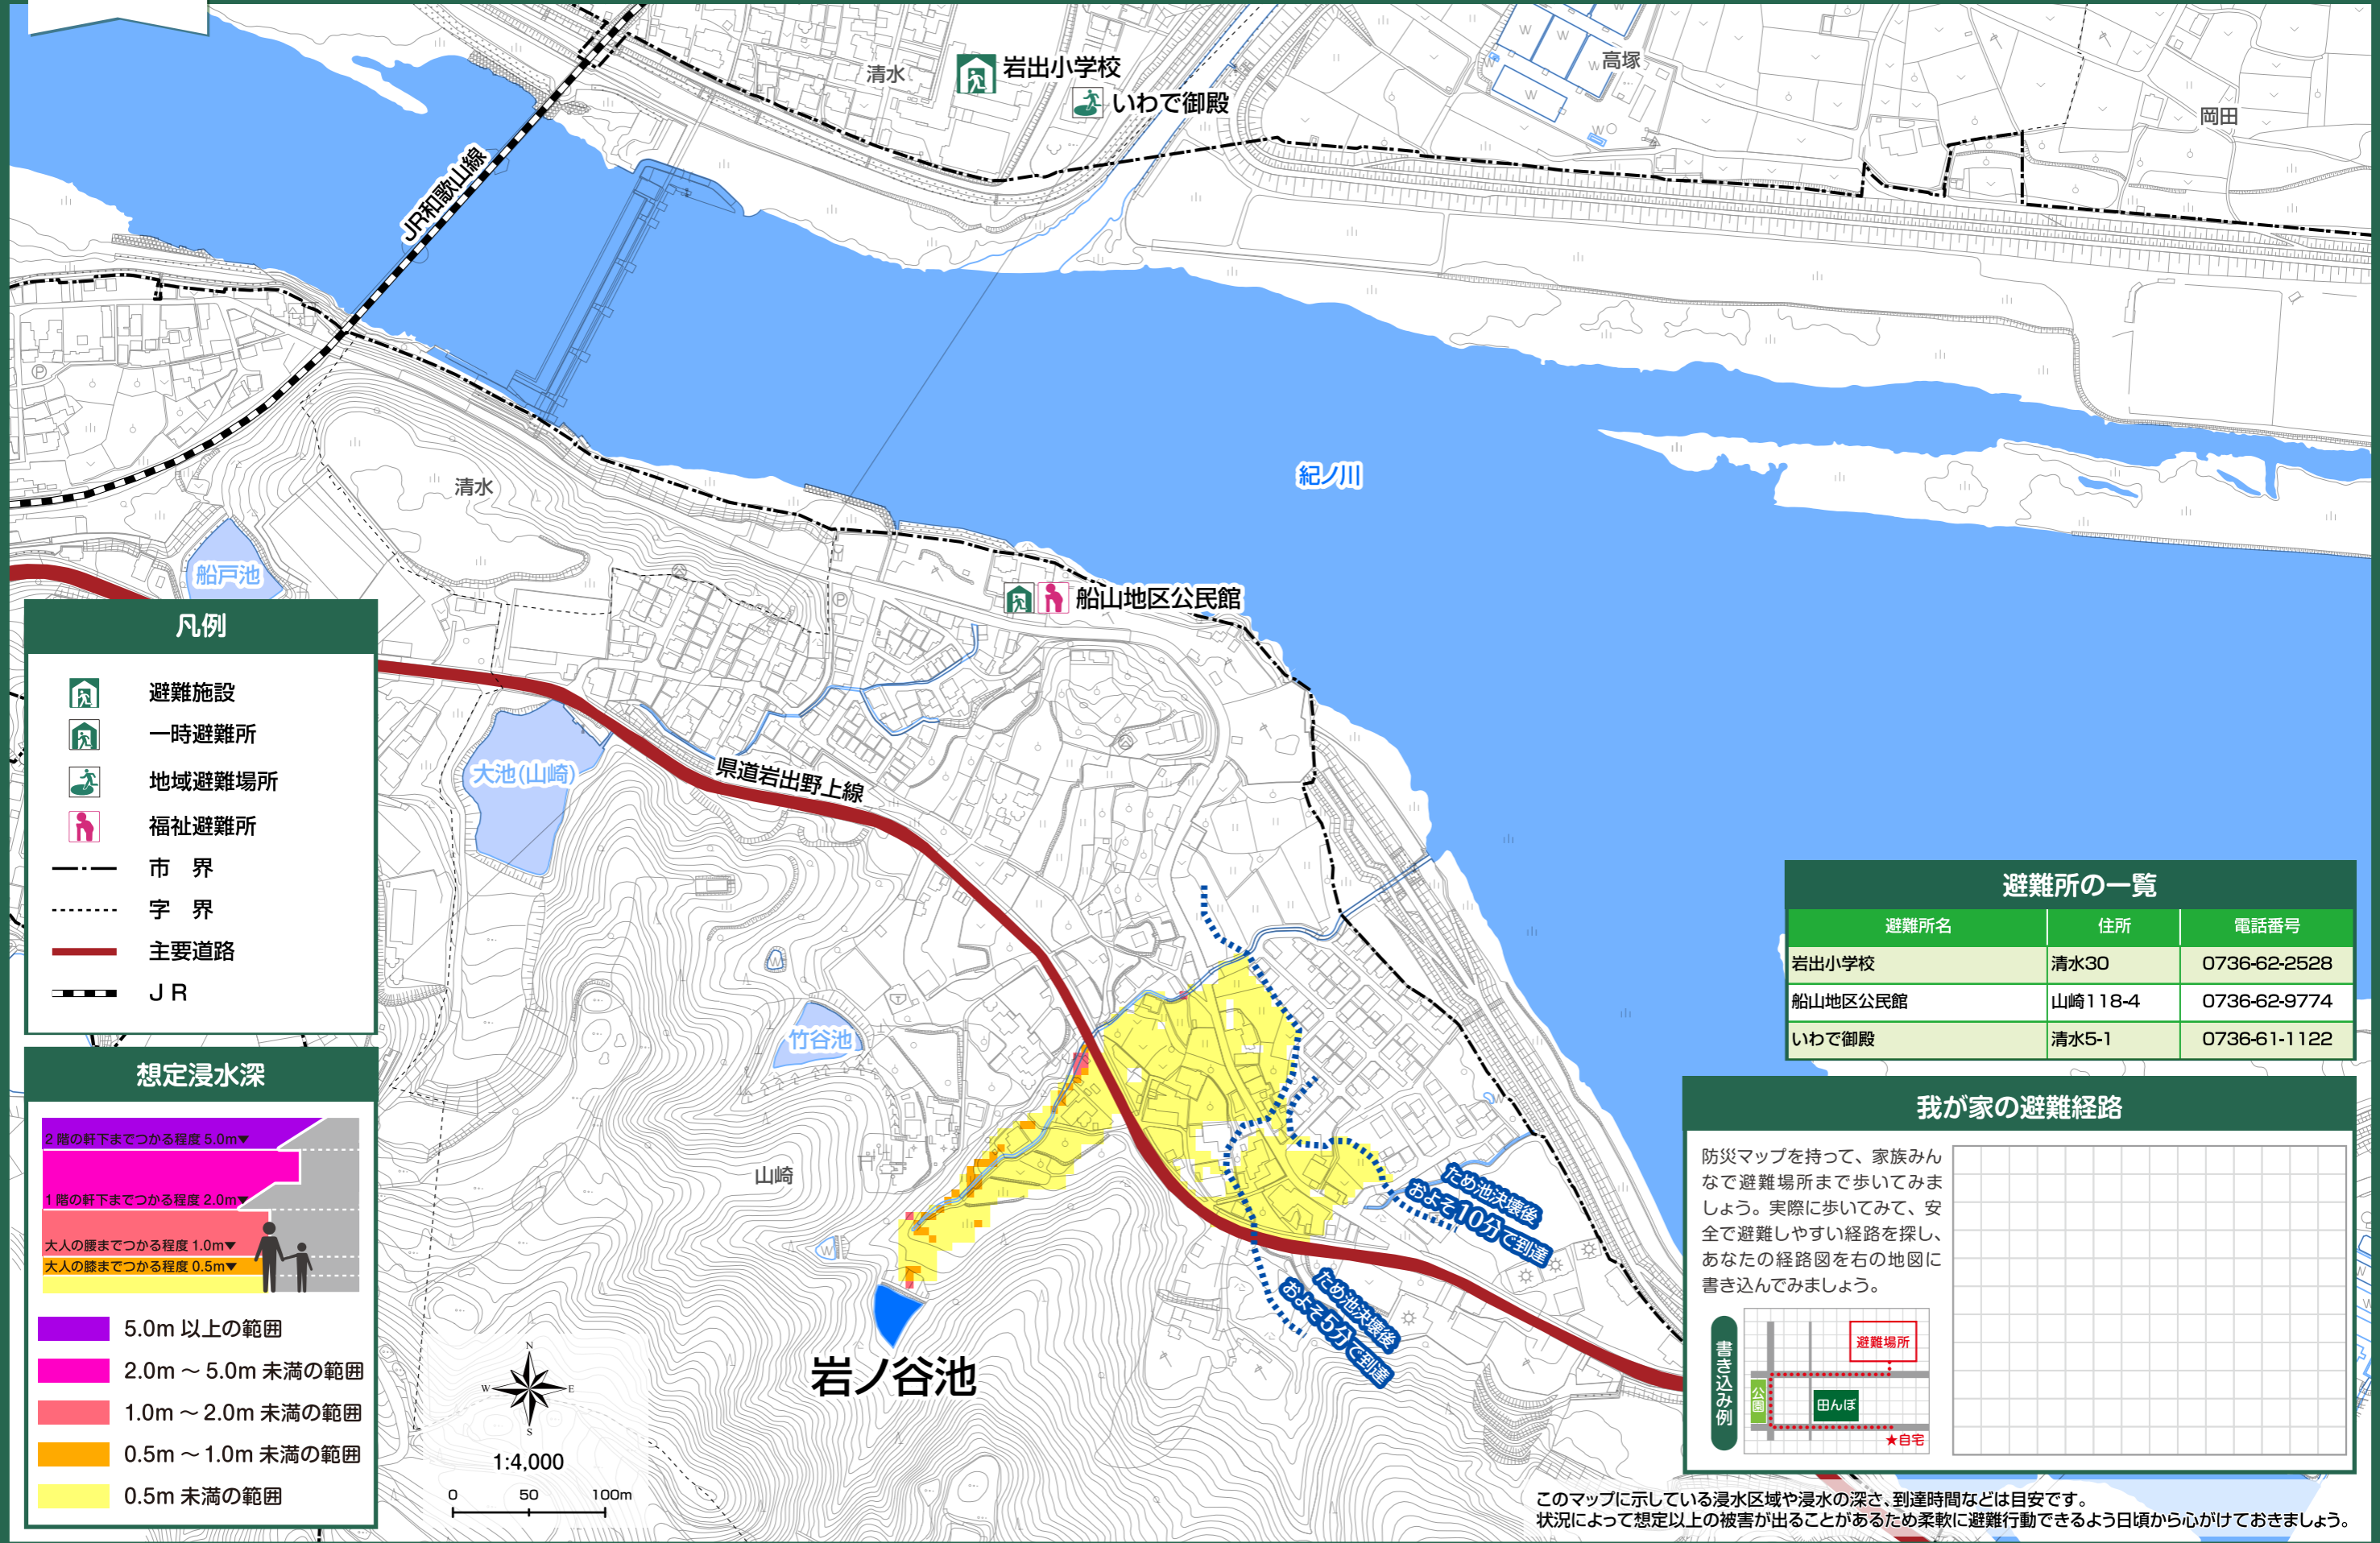 清水
岩出小学校
いわで御殿
高塚
岡田
JR和歌山線
清水
紀ノ川
船戸池
船山地区公民館
大池(山崎)
県道岩出野上線
竹谷池
山崎
岩ノ谷池
ため池決壊後
およそ10分で到達
ため池決壊後
およそ5分で到達
凡例
避難施設
一時避難所
地域避難場所
福祉避難所
市 界
字 界
主要道路
JR
想定浸水深
2階の軒下までつかる程度 5.0m▼
1階の軒下までつかる程度 2.0m▼
大人の腰までつかる程度 1.0m▼
大人の膝までつかる程度 0.5m▼
5.0m 以上の範囲
2.0m ～ 5.0m 未満の範囲
1.0m ～ 2.0m 未満の範囲
0.5m ～ 1.0m 未満の範囲
0.5m 未満の範囲
N
W E
S
1:4,000
0 50 100m
避難所の一覧
避難所名 住所 電話番号
岩出小学校 清水30 0736-62-2528
船山地区公民館 山崎118-4 0736-62-9774
いわで御殿 清水5-1 0736-61-1122
我が家の避難経路
防災マップを持って、家族みん
なで避難場所まで歩いてみま
しょう。実際に歩いてみて、安
全で避難しやすい経路を探し、
あなたの経路図を右の地図に
書き込んでみましょう。
書き込み例
避難場所
公園
田んぼ
★自宅
このマップに示している浸水区域や浸水の深さ、到達時間などは目安です。
状況によって想定以上の被害が出ることがあるため柔軟に避難行動できるよう日頃から心がけておきましょう。